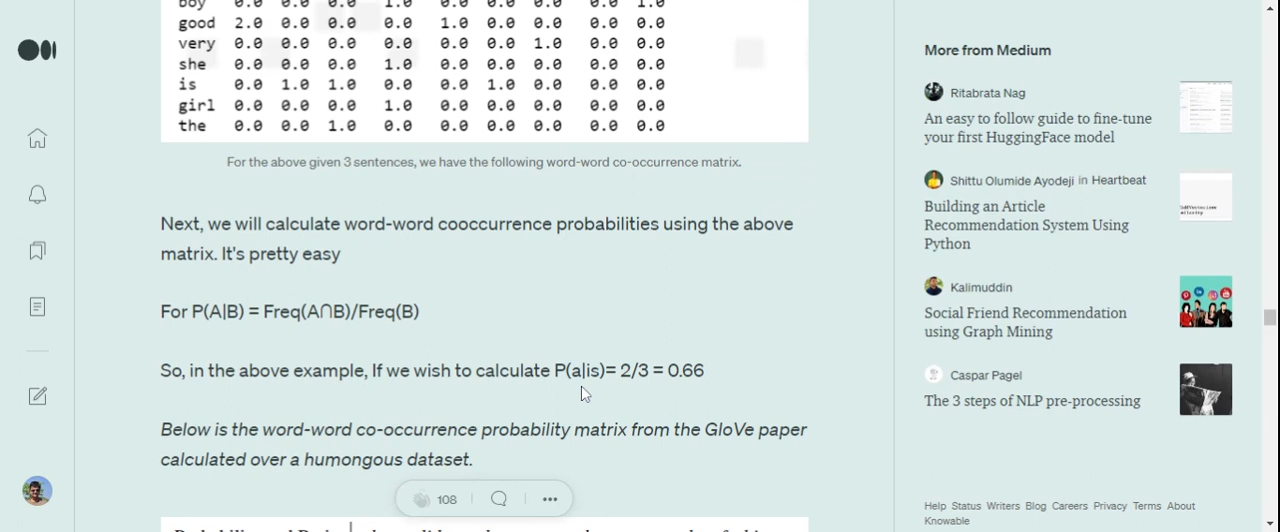 boy 0.0 0.0 0.0 1.0 0.0 0.0 0.0 0.0 1.0
good 2.0 0.0 0.0 0.0 1.0 0.0 0.0 0.0 0.0
very 0.0 0.0 0.0 0.0 0.0 0.0 1.0 0.0 0.0
she 0.0 0.0 0.0 1.0 0.0 0.0 0.0 0.0 0.0
is 0.0 1.0 1.0 0.0 0.0 1.0 0.0 0.0 0.0
girl 0.0 0.0 0.0 1.0 0.0 0.0 0.0 0.0 0.0
the 0.0 0.0 1.0 0.0 0.0 0.0 0.0 0.0 0.0
For the above given 3 sentences, we have the following word-word co-occurrence matrix.
Next, we will calculate word-word cooccurrence probabilities using the above
matrix. It's pretty easy
For P(A|B) = Freq(A∩B)/Freq(B)
So, in the above example, If we wish to calculate P(a|is)= 2/3 = 0.66
Below is the word-word co-occurrence probability matrix from the GloVe paper
calculated over a humongous dataset.
108
More from Medium
Ritabrata Nag
An easy to follow guide to fine-tune
your first HuggingFace model
Shittu Olumide Ayodeji in Heartbeat
Building an Article
Recommendation System Using
Python
Kalimuddin
Social Friend Recommendation
using Graph Mining
Caspar Pagel
The 3 steps of NLP pre-processing
Help Status Writers Blog Careers Privacy Terms About
Knowable